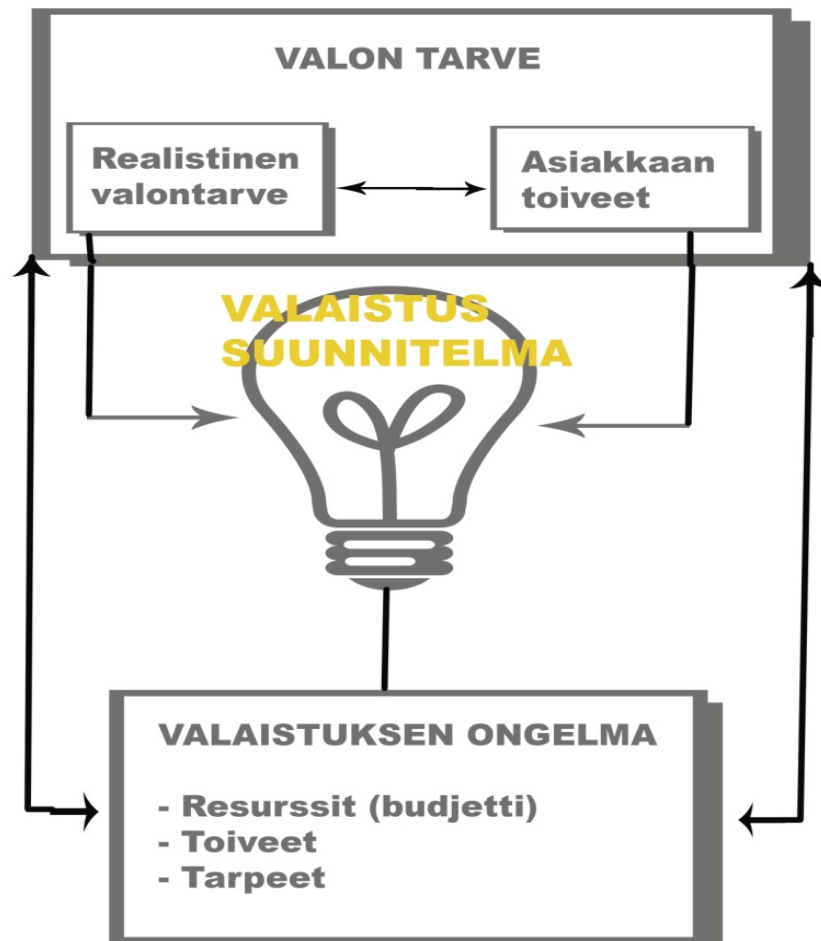 VALON TARVE
Realistinen
valontarve
Asiakkaan
toiveet
VALAISTUS
SUUNNITELMA
VALAISTUKSEN ONGELMA
- Resurssit (budjetti)
- Toiveet
- Tarpeet